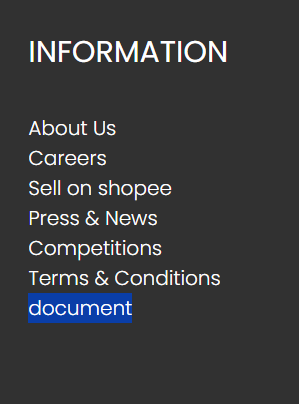 INFORMATION
About Us
Careers
Sell on shopee
Press & News
Competitions
Terms & Conditions
document